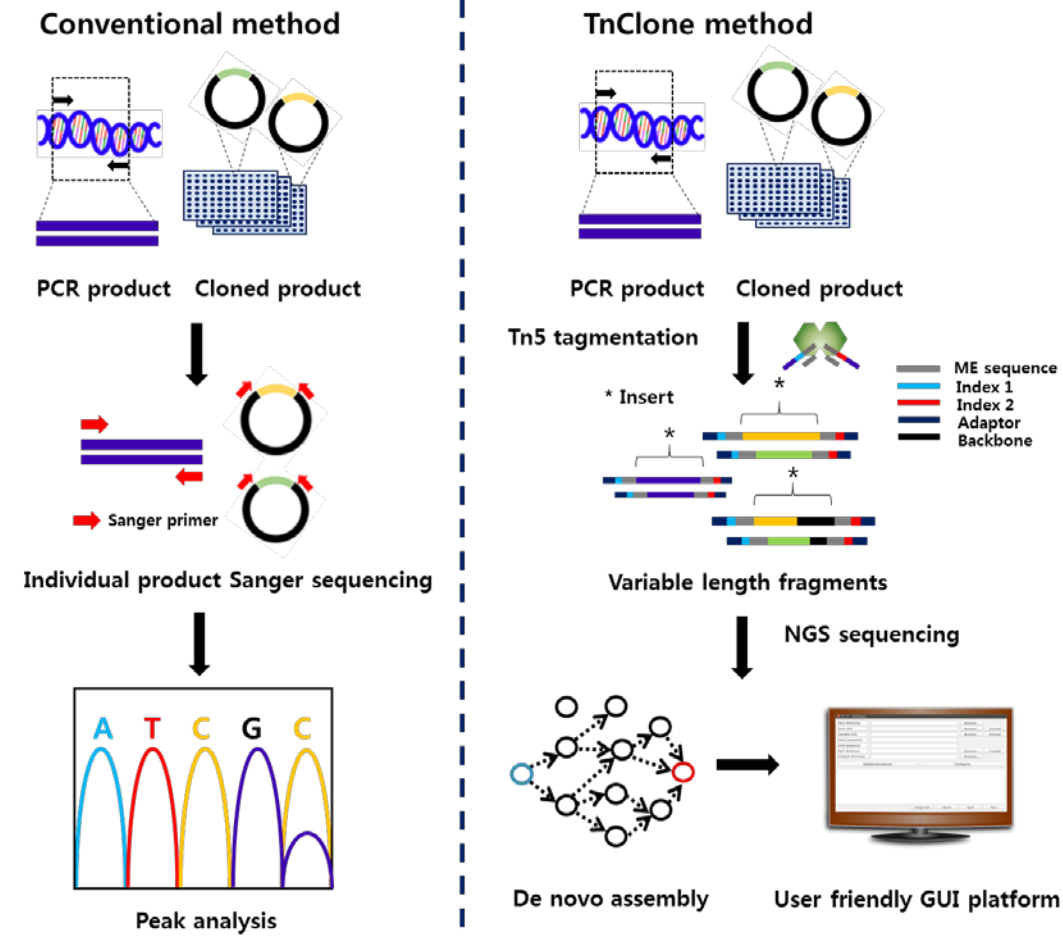 Conventional method
PCR product Cloned product
Sanger primer
Individual product Sanger sequencing
A T C G C
Peak analysis
TnClone method
PCR product Cloned product
Tn5 tagmentation
* Insert
*
*
*
ME sequence
Index 1
Index 2
Adaptor
Backbone
Variable length fragments
NGS sequencing
De novo assembly
User friendly GUI platform